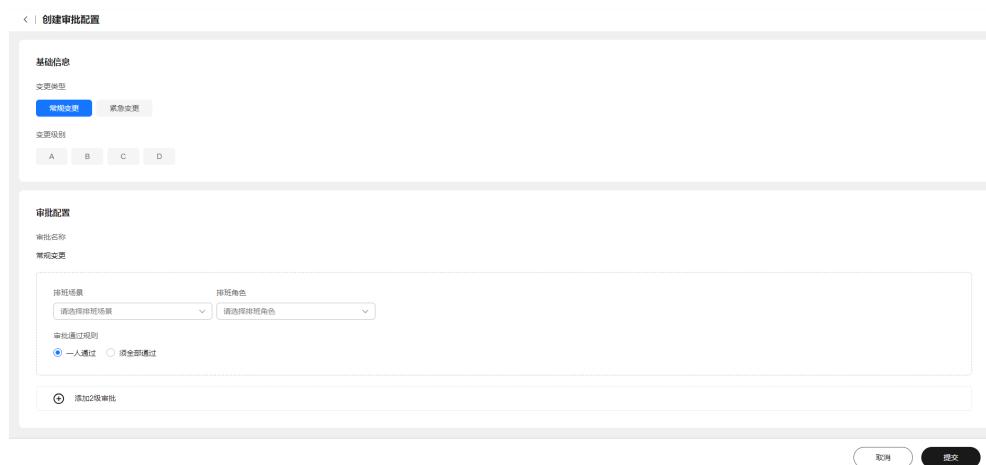 创建审批配置
基础信息
变更类型
常规变更 紧急变更
变更级别
A B C D
审批配置
审批名称
常规变更
排班场景 排班角色
请选择排班场景 请选择排班角色
审批通过规则
一人通过 须全部通过
添加2级审批
取消 提交